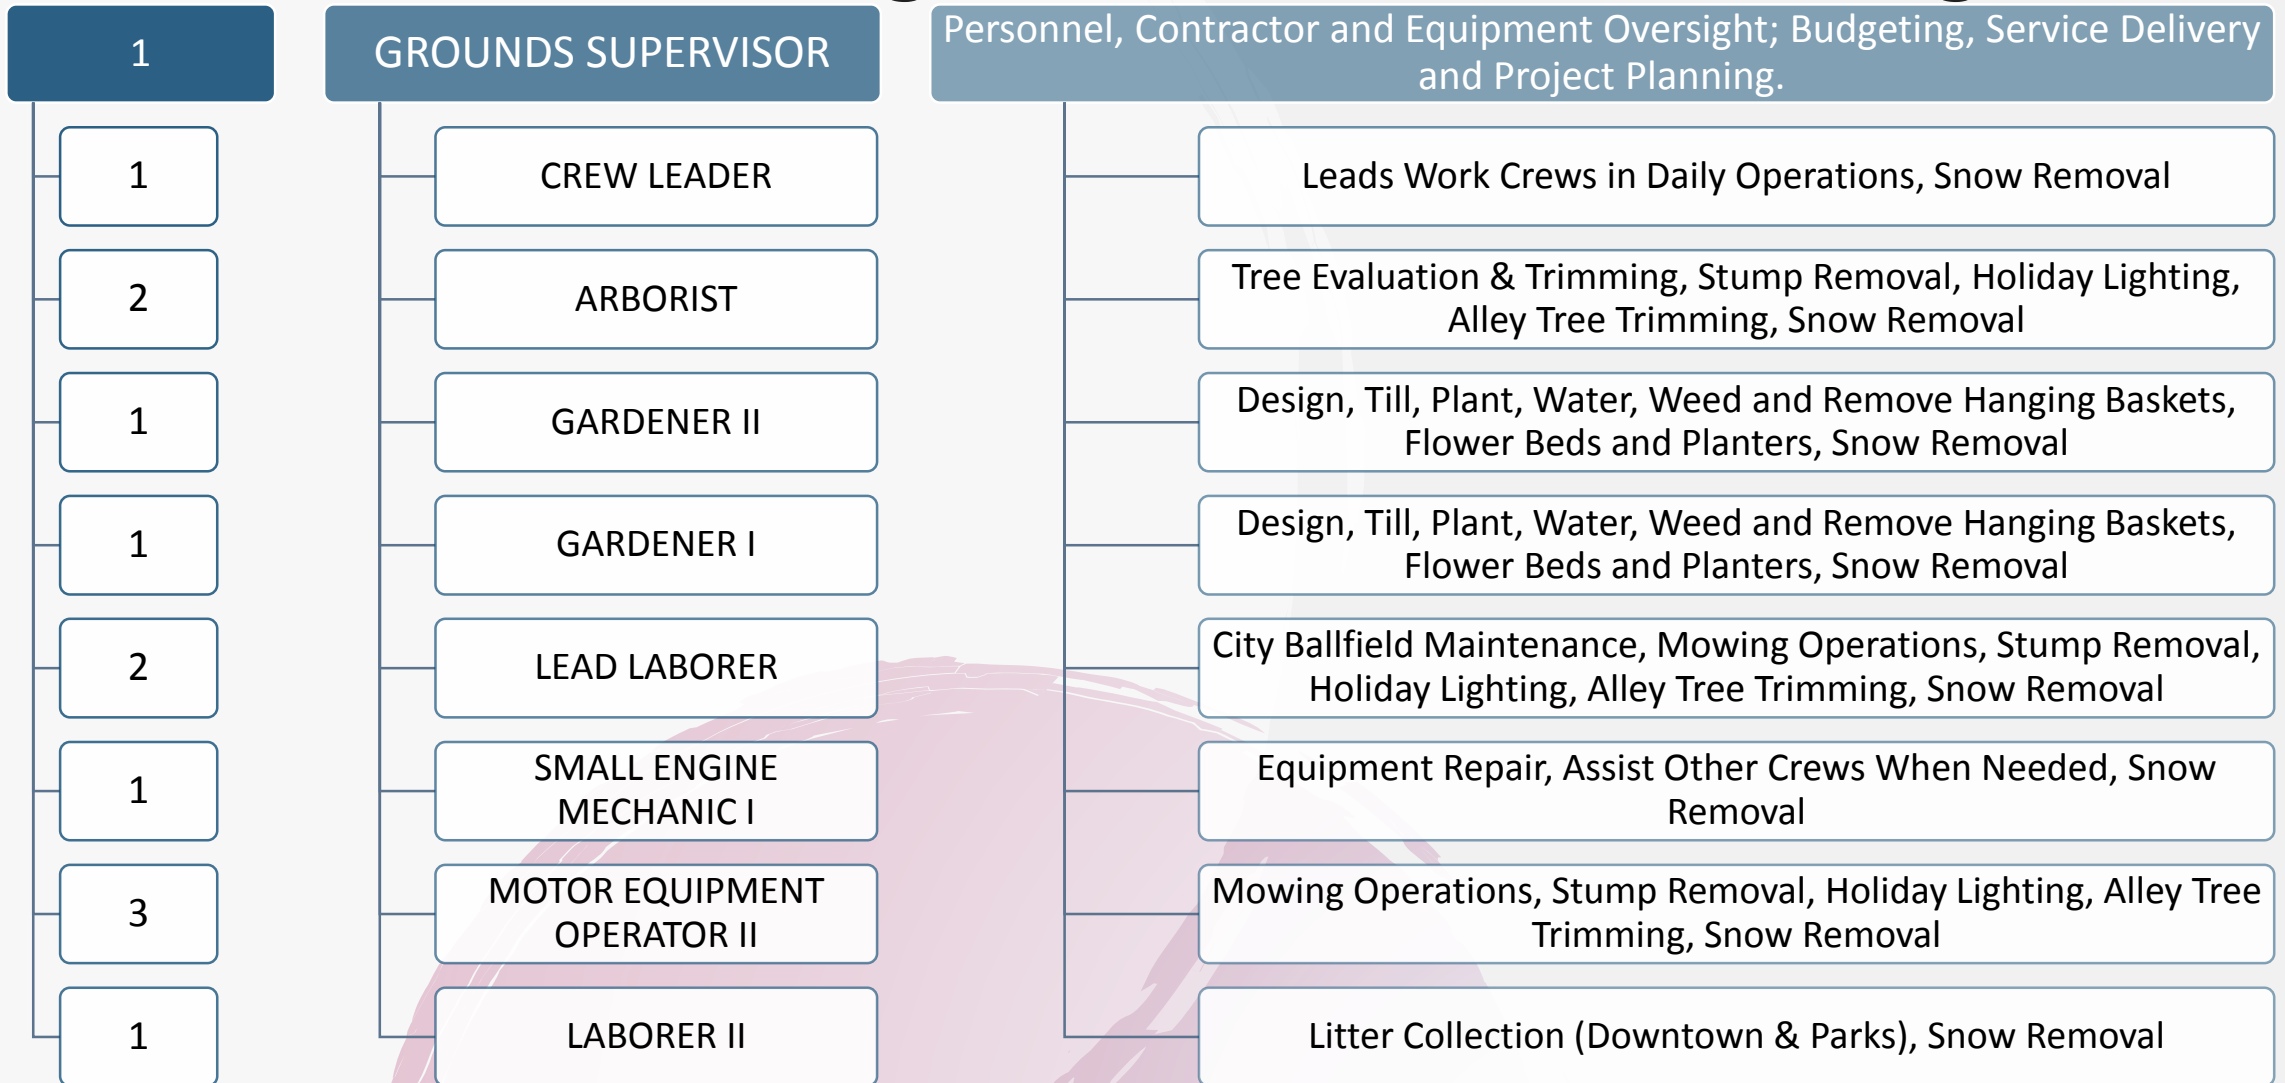 1
GROUNDS SUPERVISOR
Personnel, Contractor and Equipment Oversight; Budgeting, Service Delivery
and Project Planning.
1
CREW LEADER
Leads Work Crews in Daily Operations, Snow Removal
2
ARBORIST
Tree Evaluation & Trimming, Stump Removal, Holiday Lighting,
Alley Tree Trimming, Snow Removal
1
GARDENER II
Design, Till, Plant, Water, Weed and Remove Hanging Baskets,
Flower Beds and Planters, Snow Removal
1
GARDENER I
Design, Till, Plant, Water, Weed and Remove Hanging Baskets,
Flower Beds and Planters, Snow Removal
2
LEAD LABORER
City Ballfield Maintenance, Mowing Operations, Stump Removal,
Holiday Lighting, Alley Tree Trimming, Snow Removal
1
SMALL ENGINE
MECHANIC I
Equipment Repair, Assist Other Crews When Needed, Snow
Removal
3
MOTOR EQUIPMENT
OPERATOR II
Mowing Operations, Stump Removal, Holiday Lighting, Alley Tree
Trimming, Snow Removal
1
LABORER II
Litter Collection (Downtown & Parks), Snow Removal